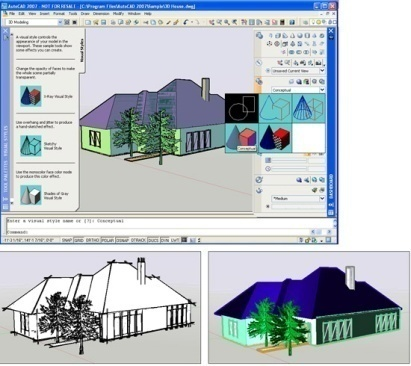 AutoCAD 2007 - NOT FOR RESALE - [C:\Program Files\AutoCAD 2007\Sample\3D House.dwg]
File Edit View Insert Format Tools Draw Dimension Modify Window Help
3D Modeling
A visual style controls the
appearance of your model in the
viewport. These sample tools show
some effects you can create.
Change the opacity of faces to make
the whole scene partially
transparent.
X-Ray Visual Style
Use overhang and jitter to produce
a hand-sketched effect.
Sketchy
Visual Style
Use the monochrome face color mode
to produce this color effect.
Shades of Gray
Visual Style
Visual Styles
TOOL PALETTES - VISUAL STYLES
Unsaved Current View
Conceptual
Conceptual
*Medium
DASHBOARD
Enter a visual style name or [?]: Conceptual
Command:
SNAP GRID ORTHO POLAR OSNAP OTRACK DUCS DYN LWT